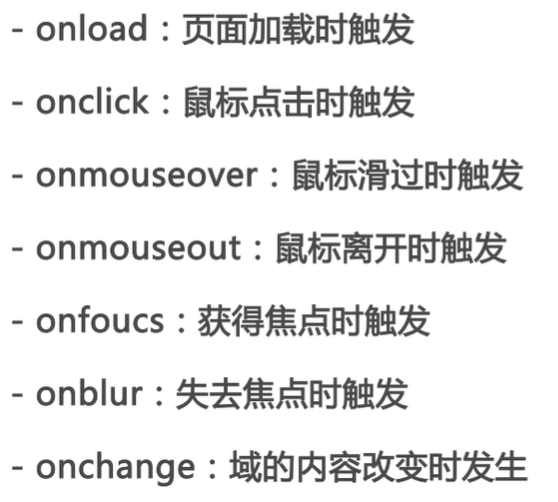 - onload：页面加载时触发
- onclick：鼠标点击时触发
- onmouseover：鼠标滑过时触发
- onmouseout：鼠标离开时触发
- onfoucs：获得焦点时触发
- onblur：失去焦点时触发
- onchange：域的内容改变时发生